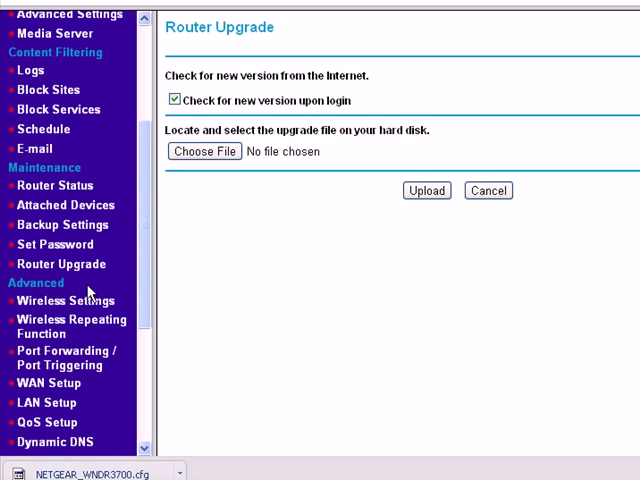 Advanced Settings
Media Server
Content Filtering
Logs
Block Sites
Block Services
Schedule
E-mail
Maintenance
Router Status
Attached Devices
Backup Settings
Set Password
Router Upgrade
Advanced
Wireless Settings
Wireless Repeating
Function
Port Forwarding /
Port Triggering
WAN Setup
LAN Setup
QoS Setup
Dynamic DNS
Router Upgrade
Check for new version from the Internet.
Check for new version upon login
Locate and select the upgrade file on your hard disk.
Choose File No file chosen
Upload Cancel
NETGEAR_WNDR3700.cfg